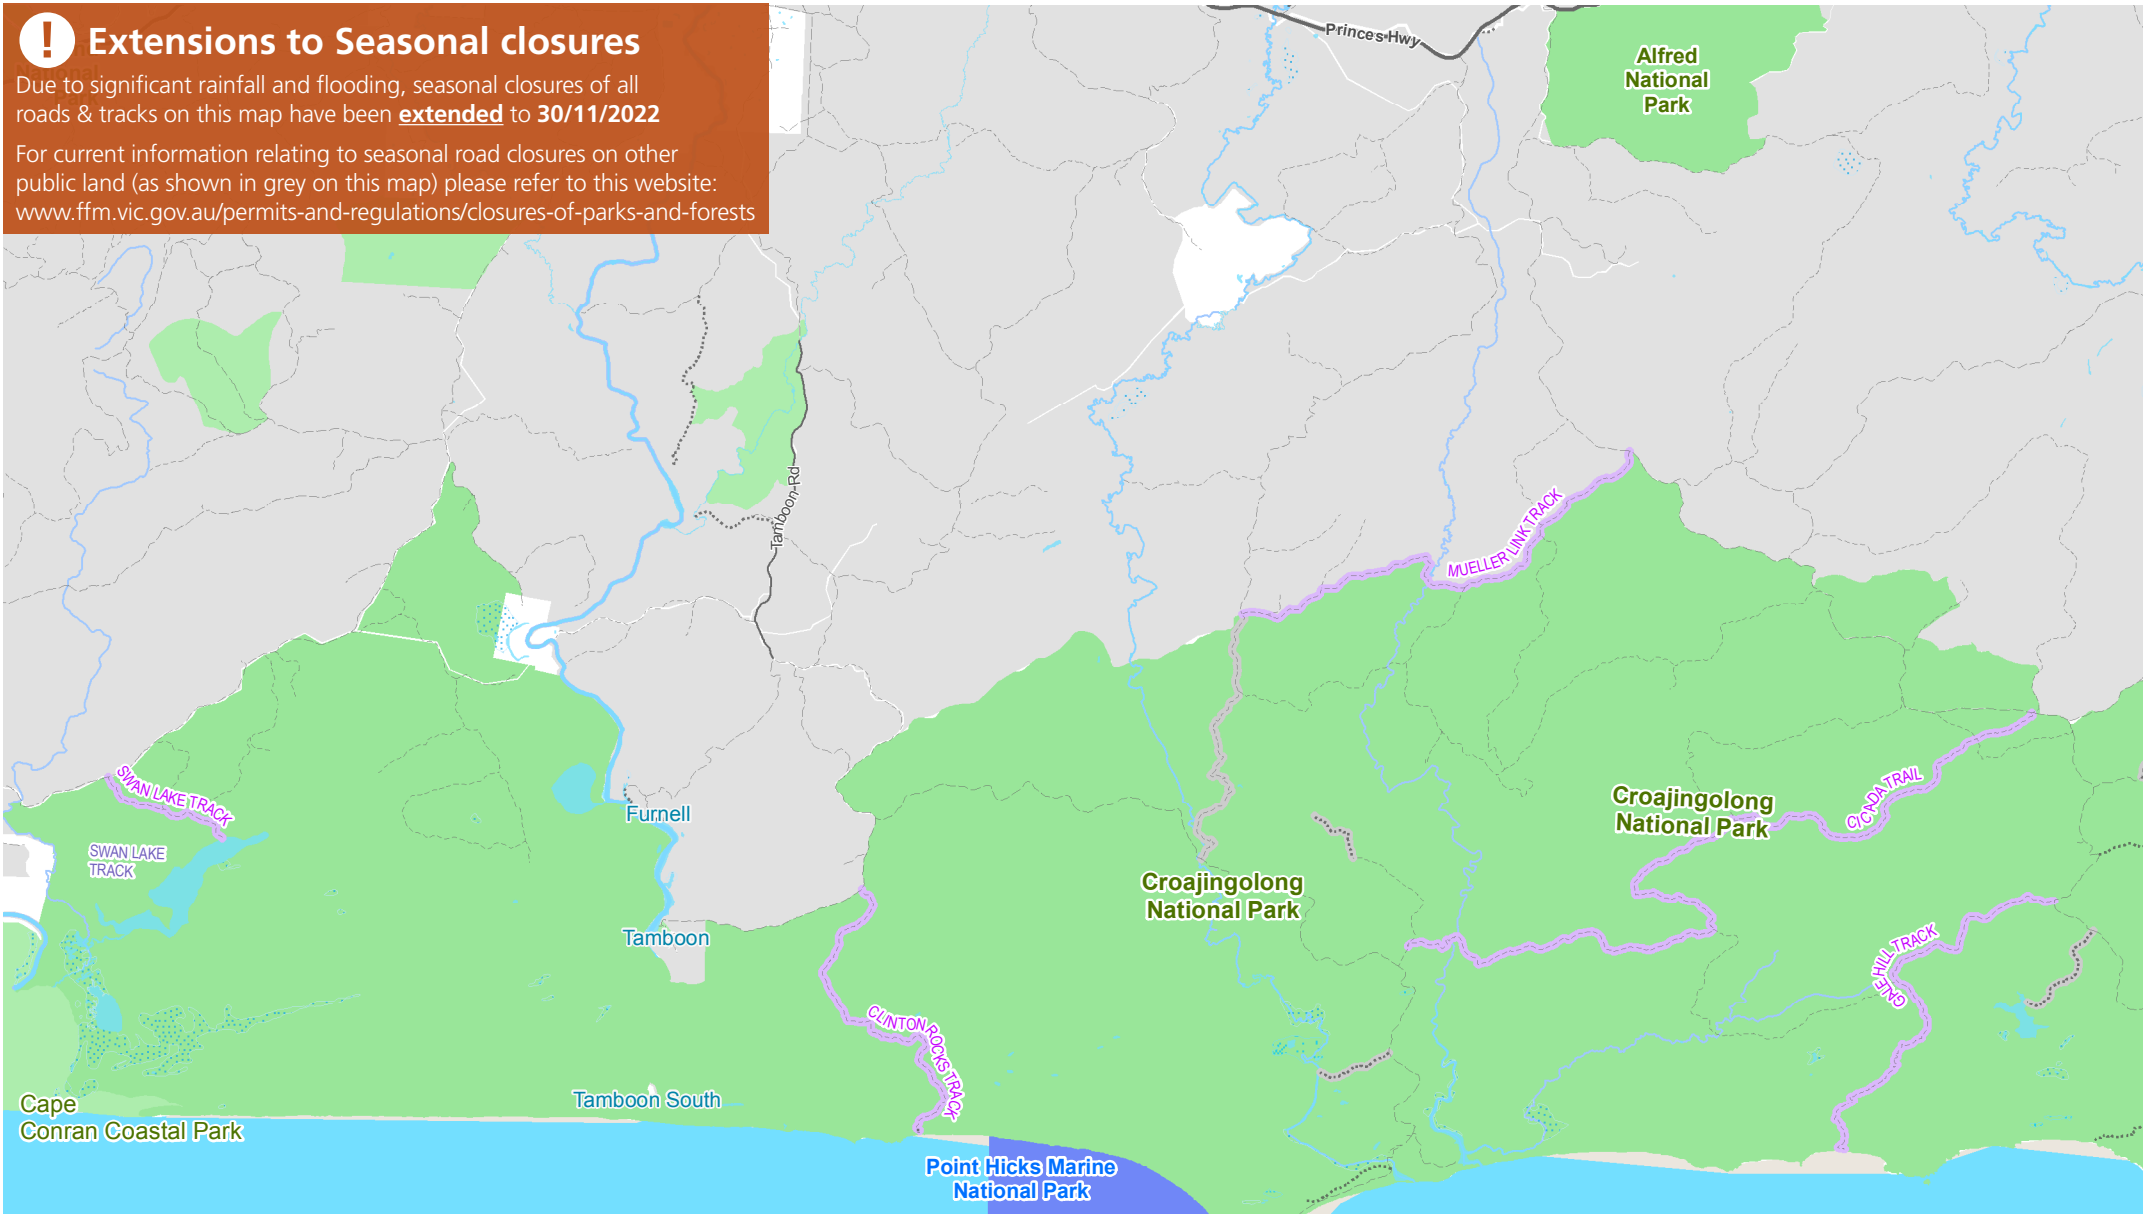 ! Extensions to Seasonal closures
Due to significant rainfall and flooding, seasonal closures of all
roads & tracks on this map have been extended to 30/11/2022
For current information relating to seasonal road closures on other
public land (as shown in grey on this map) please refer to this website:
www.ffm.vic.gov.au/permits-and-regulations/closures-of-parks-and-forests
National
Park
Princes Hwy
Alfred
National
Park
Tamboon Rd
MUELLER LINK TRACK
SWAN LAKE TRACK
SWAN LAKE
TRACK
Furnell
Tamboon
Croajingolong
National Park
Croajingolong
National Park
CICADA TRAIL
GALE HILL TRACK
CLINTON ROCKS TRACK
Tamboon South
Cape
Conran Coastal Park
Point Hicks Marine
National Park